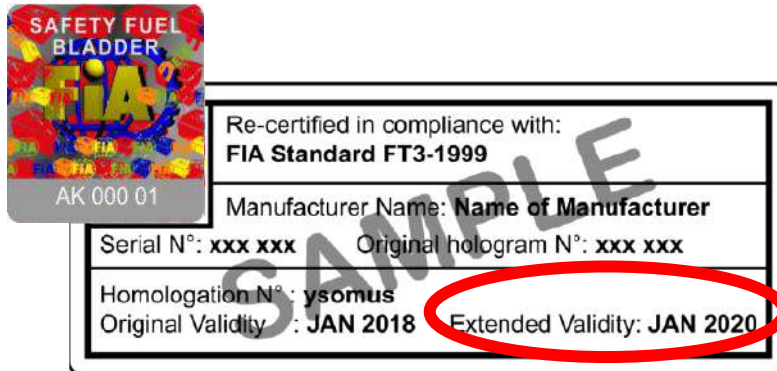 SAFETY FUEL
BLADDER
FIA
AK 000 01
Re-certified in compliance with:
FIA Standard FT3-1999
Manufacturer Name: Name of Manufacturer
Serial N°: xxx xxx Original hologram N°: xxx xxx
Homologation N° : ysomus
Original Validity : JAN 2018 Extended Validity: JAN 2020
SAMPLE